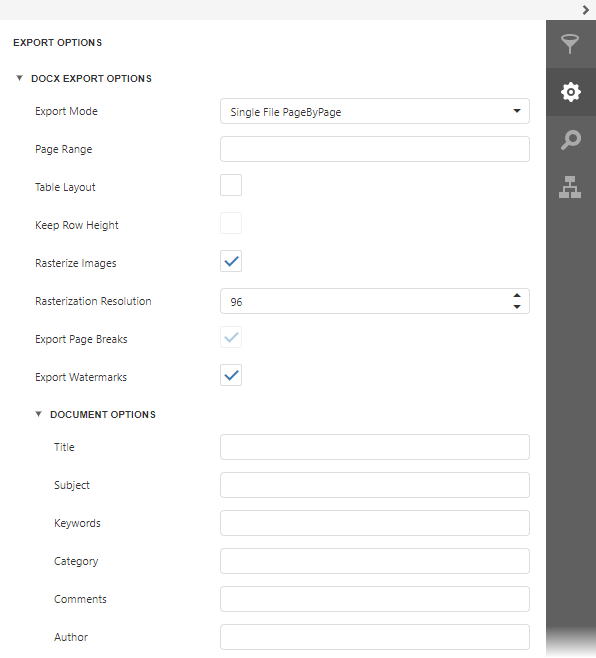 EXPORT OPTIONS
DOCX EXPORT OPTIONS
Export Mode Single File PageByPage
Page Range
Table Layout
Keep Row Height
Rasterize Images
Rasterization Resolution 96
Export Page Breaks
Export Watermarks
DOCUMENT OPTIONS
Title
Subject
Keywords
Category
Comments
Author